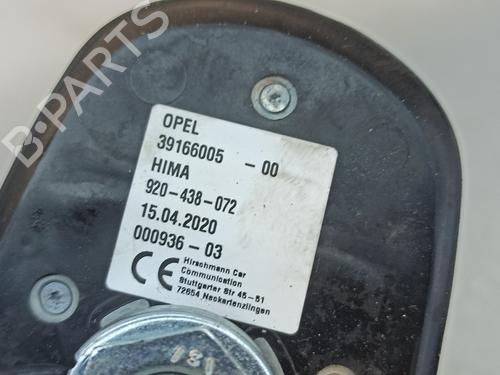 B-PARTS
OPEL
39166005 -00
HIMA
920-438-072
15.04.2020
000936-03
CE Hirschmann Car
Communication
Stuttgarter Str 45-51
72654 Neckartenzlingen
131